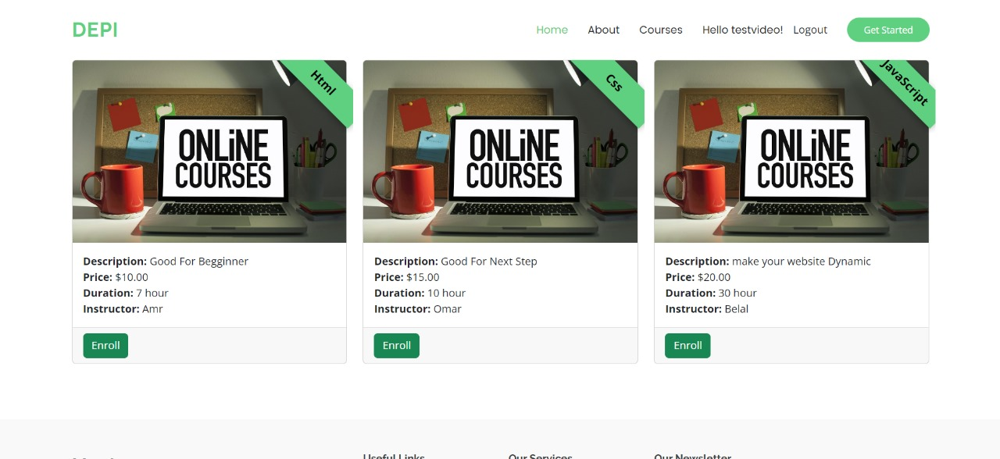 DEPI
Home About Courses Hello testvideo! Logout Get Started
Html
ONLiNE
COURSES
Css
ONLiNE
COURSES
JavaScript
ONLiNE
COURSES
Description: Good For Begginner
Price: $10.00
Duration: 7 hour
Instructor: Amr
Enroll
Description: Good For Next Step
Price: $15.00
Duration: 10 hour
Instructor: Omar
Enroll
Description: make your website Dynamic
Price: $20.00
Duration: 30 hour
Instructor: Belal
Enroll
Useful Links
Our Services
Our Newsletter